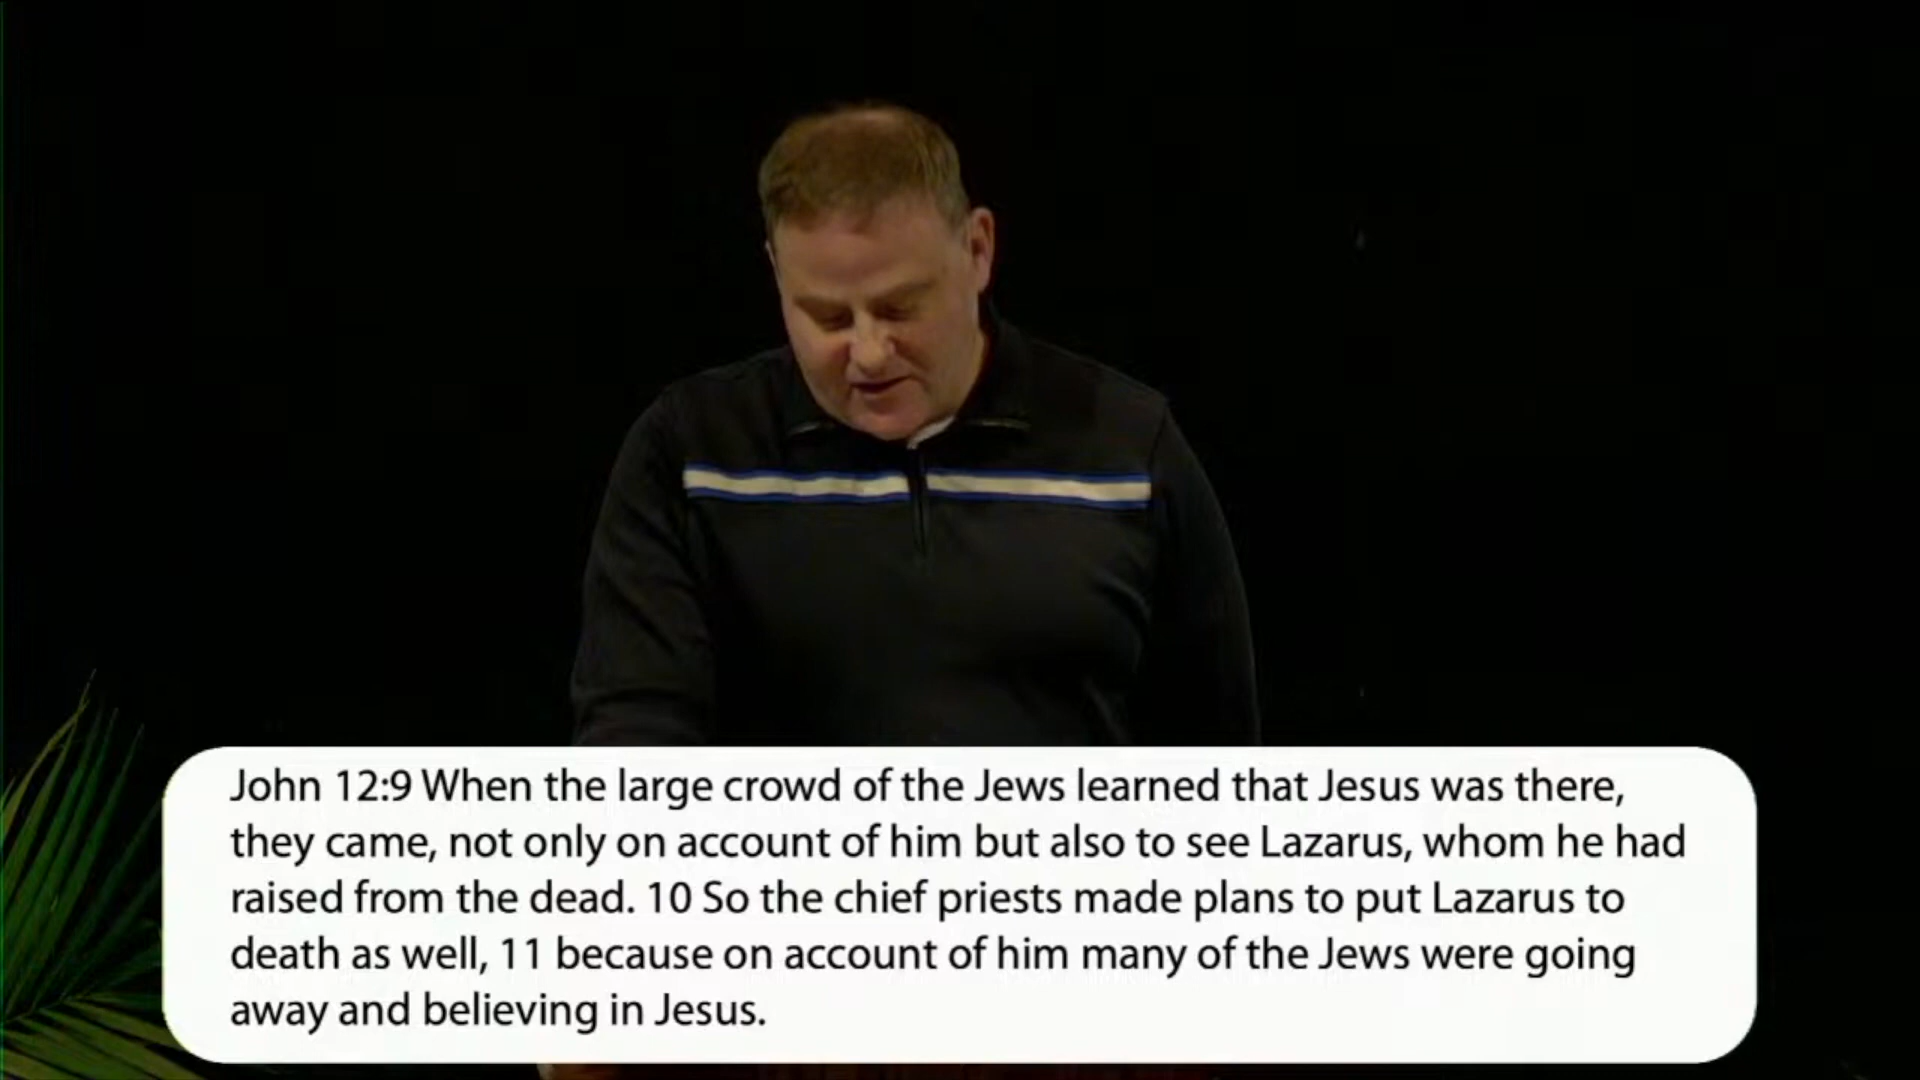 John 12:9 When the large crowd of the Jews learned that Jesus was there,
they came, not only on account of him but also to see Lazarus, whom he had
raised from the dead. 10 So the chief priests made plans to put Lazarus to
death as well, 11 because on account of him many of the Jews were going
away and believing in Jesus.